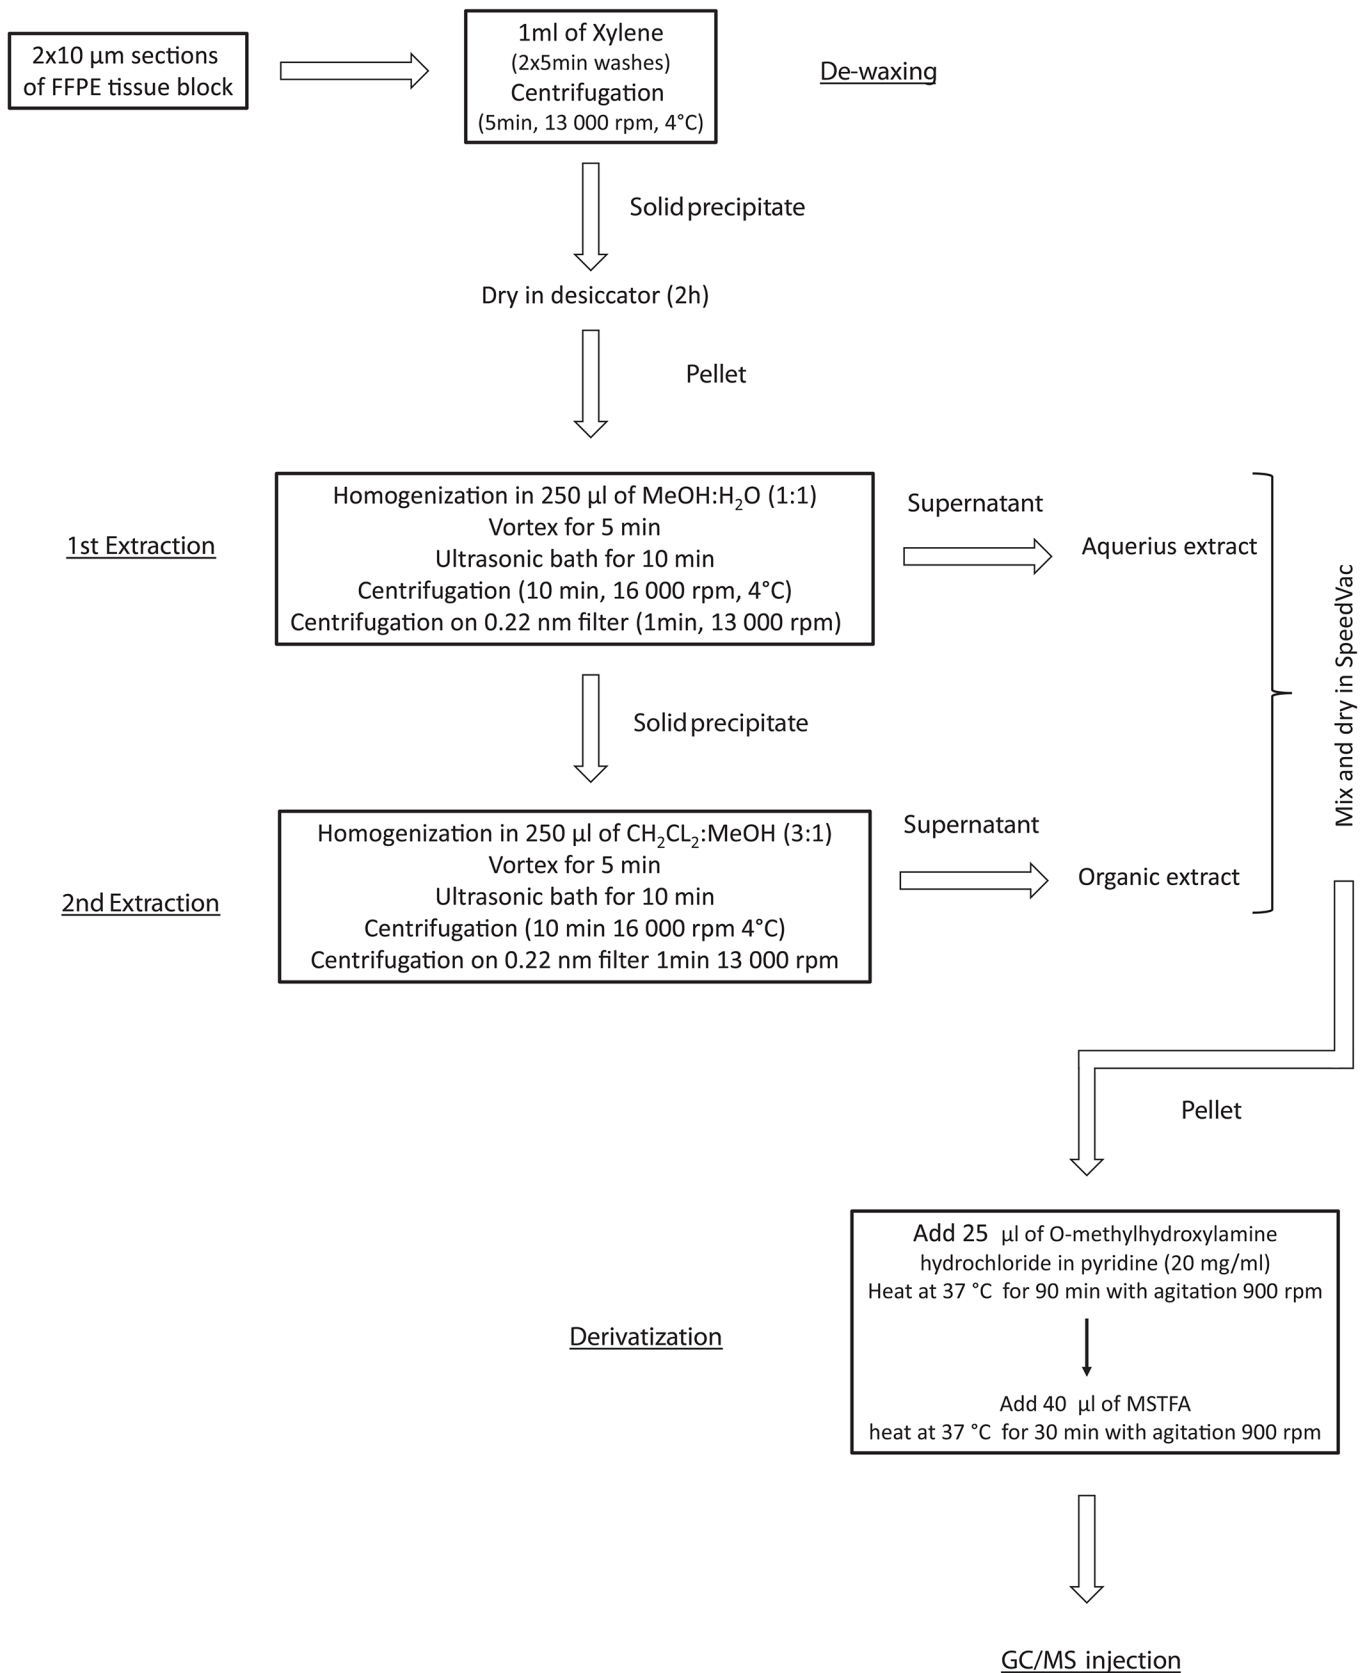 2x10 µm sections
of FFPE tissue block
1ml of Xylene
(2x5min washes)
Centrifugation
(5min, 13 000 rpm, 4°C)
De-waxing
Solid precipitate
Dry in desiccator (2h)
Pellet
1st Extraction
Homogenization in 250 µl of MeOH:H₂O (1:1)
Vortex for 5 min
Ultrasonic bath for 10 min
Centrifugation (10 min, 16 000 rpm, 4°C)
Centrifugation on 0.22 nm filter (1min, 13 000 rpm)
Supernatant
Aquerius extract
Solid precipitate
2nd Extraction
Homogenization in 250 µl of CH₂CL₂:MeOH (3:1)
Vortex for 5 min
Ultrasonic bath for 10 min
Centrifugation (10 min 16 000 rpm 4°C)
Centrifugation on 0.22 nm filter 1min 13 000 rpm
Supernatant
Organic extract
Mix and dry in SpeedVac
Pellet
Derivatization
Add 25 µl of O-methylhydroxylamine
hydrochloride in pyridine (20 mg/ml)
Heat at 37 °C for 90 min with agitation 900 rpm
Add 40 µl of MSTFA
heat at 37 °C for 30 min with agitation 900 rpm
GC/MS injection